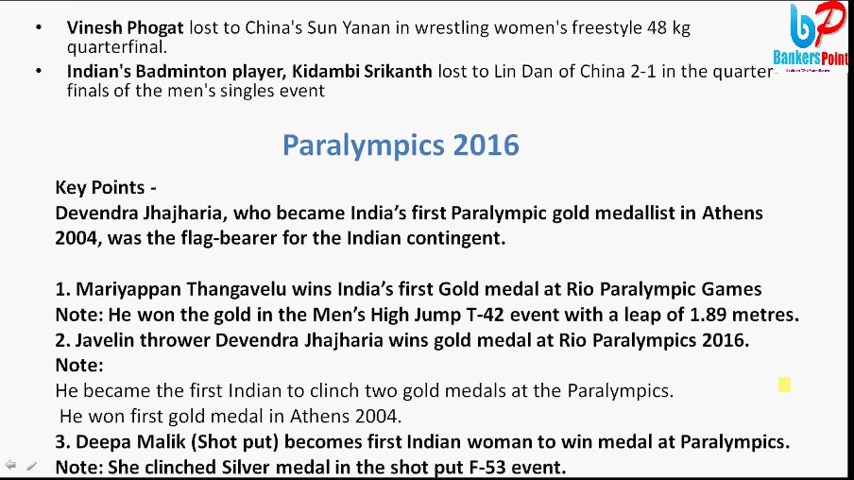 • Vinesh Phogat lost to China's Sun Yanan in wrestling women's freestyle 48 kg
quarterfinal.
• Indian's Badminton player, Kidambi Srikanth lost to Lin Dan of China 2-1 in the quarter-
finals of the men's singles event
bp
BankersPoint
Paralympics 2016
Key Points -
Devendra Jhajharia, who became India's first Paralympic gold medallist in Athens
2004, was the flag-bearer for the Indian contingent.
1. Mariyappan Thangavelu wins India's first Gold medal at Rio Paralympic Games
Note: He won the gold in the Men's High Jump T-42 event with a leap of 1.89 metres.
2. Javelin thrower Devendra Jhajharia wins gold medal at Rio Paralympics 2016.
Note:
He became the first Indian to clinch two gold medals at the Paralympics.
He won first gold medal in Athens 2004.
3. Deepa Malik (Shot put) becomes first Indian woman to win medal at Paralympics.
Note: She clinched Silver medal in the shot put F-53 event.